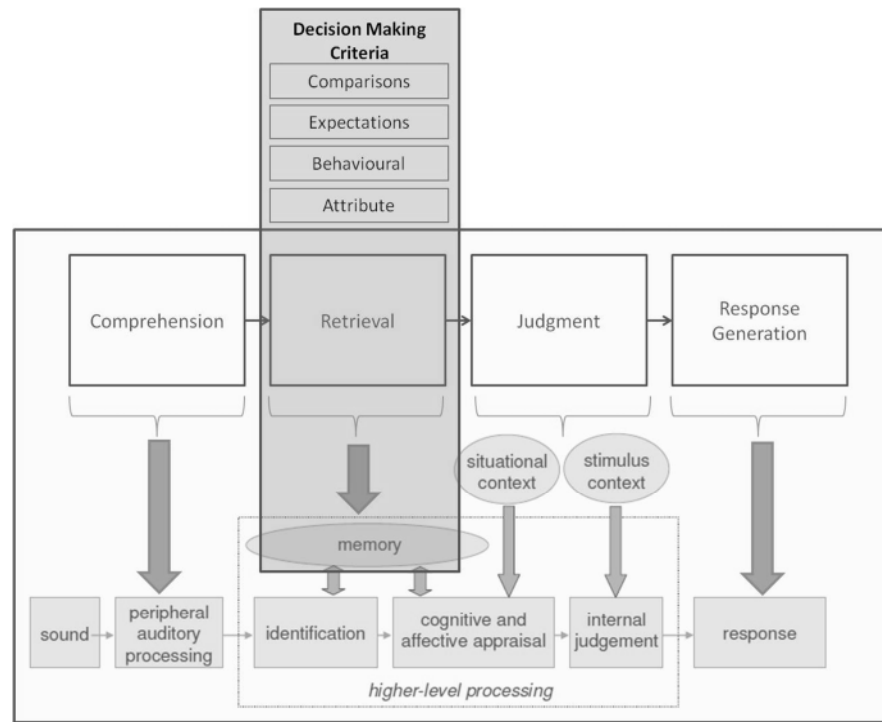 Decision Making
Criteria
Comparisons
Expectations
Behavioural
Attribute
Comprehension
Retrieval
Judgment
Response
Generation
situational
context
stimulus
context
memory
sound
peripheral
auditory
processing
identification
cognitive and
affective appraisal
internal
judgement
response
higher-level processing